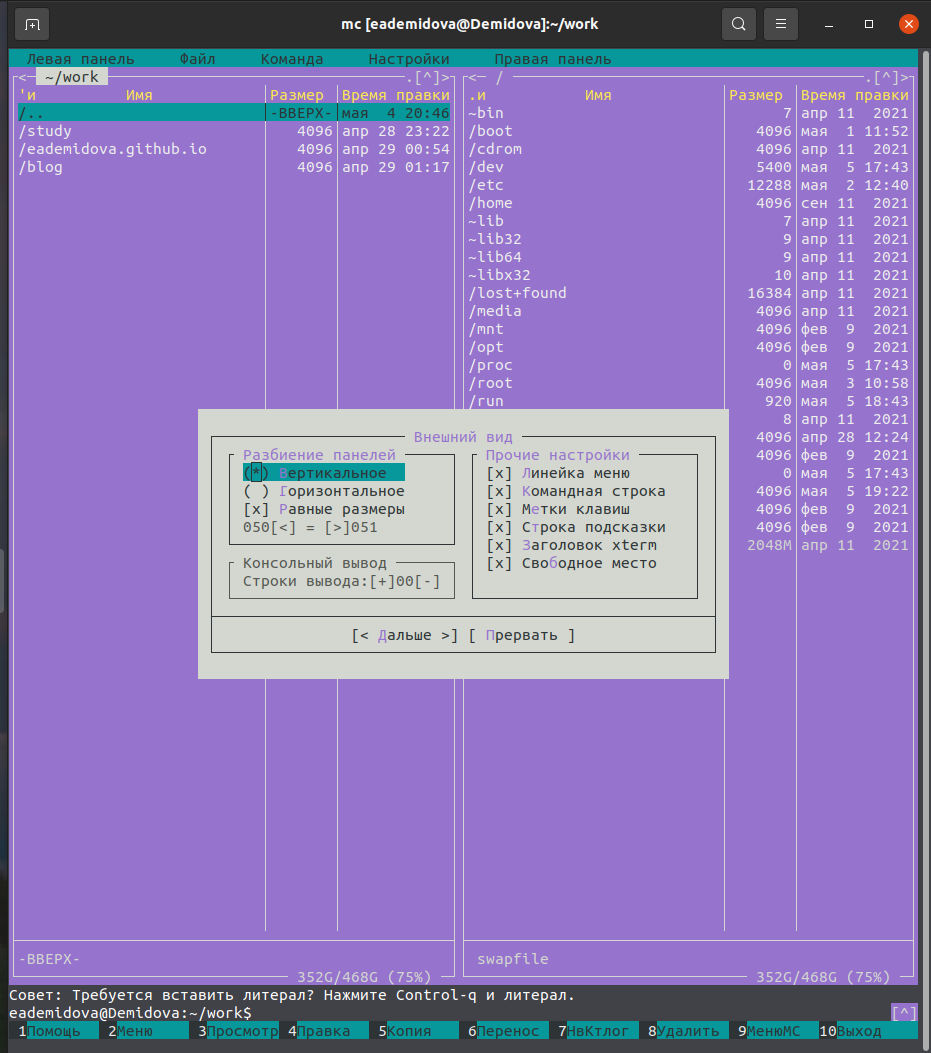 mc [eademidova@Demidova]:~/work
Левая панель Файл Команда Настройки Правая панель
<─ ~/work .[^]> <─ / .[^]>
'и Имя Размер Время правки .и Имя Размер Время правки
/.. -ВВЕРХ- мая 4 20:46 ~bin 7 апр 11 2021
/study 4096 апр 28 23:22 /boot 4096 мая 1 11:52
/eademidova.github.io 4096 апр 29 00:54 /cdrom 4096 апр 11 2021
/blog 4096 апр 29 01:17 /dev 5400 мая 5 17:43
/etc 12288 мая 2 12:40
/home 4096 сен 11 2021
~lib 7 апр 11 2021
~lib32 9 апр 11 2021
~lib64 9 апр 11 2021
~libx32 10 апр 11 2021
/lost+found 16384 апр 11 2021
/media 4096 апр 11 2021
/mnt 4096 фев 9 2021
/opt 4096 фев 9 2021
/proc 0 мая 5 17:43
/root 4096 мая 3 10:58
/run 920 мая 5 18:43
8 апр 11 2021
Внешний вид 4096 апр 28 12:24
Разбиение панелей Прочие настройки 4096 фев 9 2021
(*) Вертикальное [x] Линейка меню 0 мая 5 17:43
( ) Горизонтальное [x] Командная строка 4096 мая 5 19:22
[x] Равные размеры [x] Метки клавиш 4096 фев 9 2021
050[<] = [>]051 [x] Строка подсказки 4096 фев 9 2021
[x] Заголовок xterm 2048M апр 11 2021
Консольный вывод [x] Свободное место
Строки вывода:[+]00[-]
[< Дальше >] [ Прервать ]
-ВВЕРХ- swapfile
352G/468G (75%) 352G/468G (75%)
Совет: Требуется вставить литерал? Нажмите Control-q и литерал.
eademidova@Demidova:~/work$ [^]
1Помощь 2Меню 3Просмотр 4Правка 5Копия 6Перенос 7НвКтлог 8Удалить 9МенюМС 10Выход